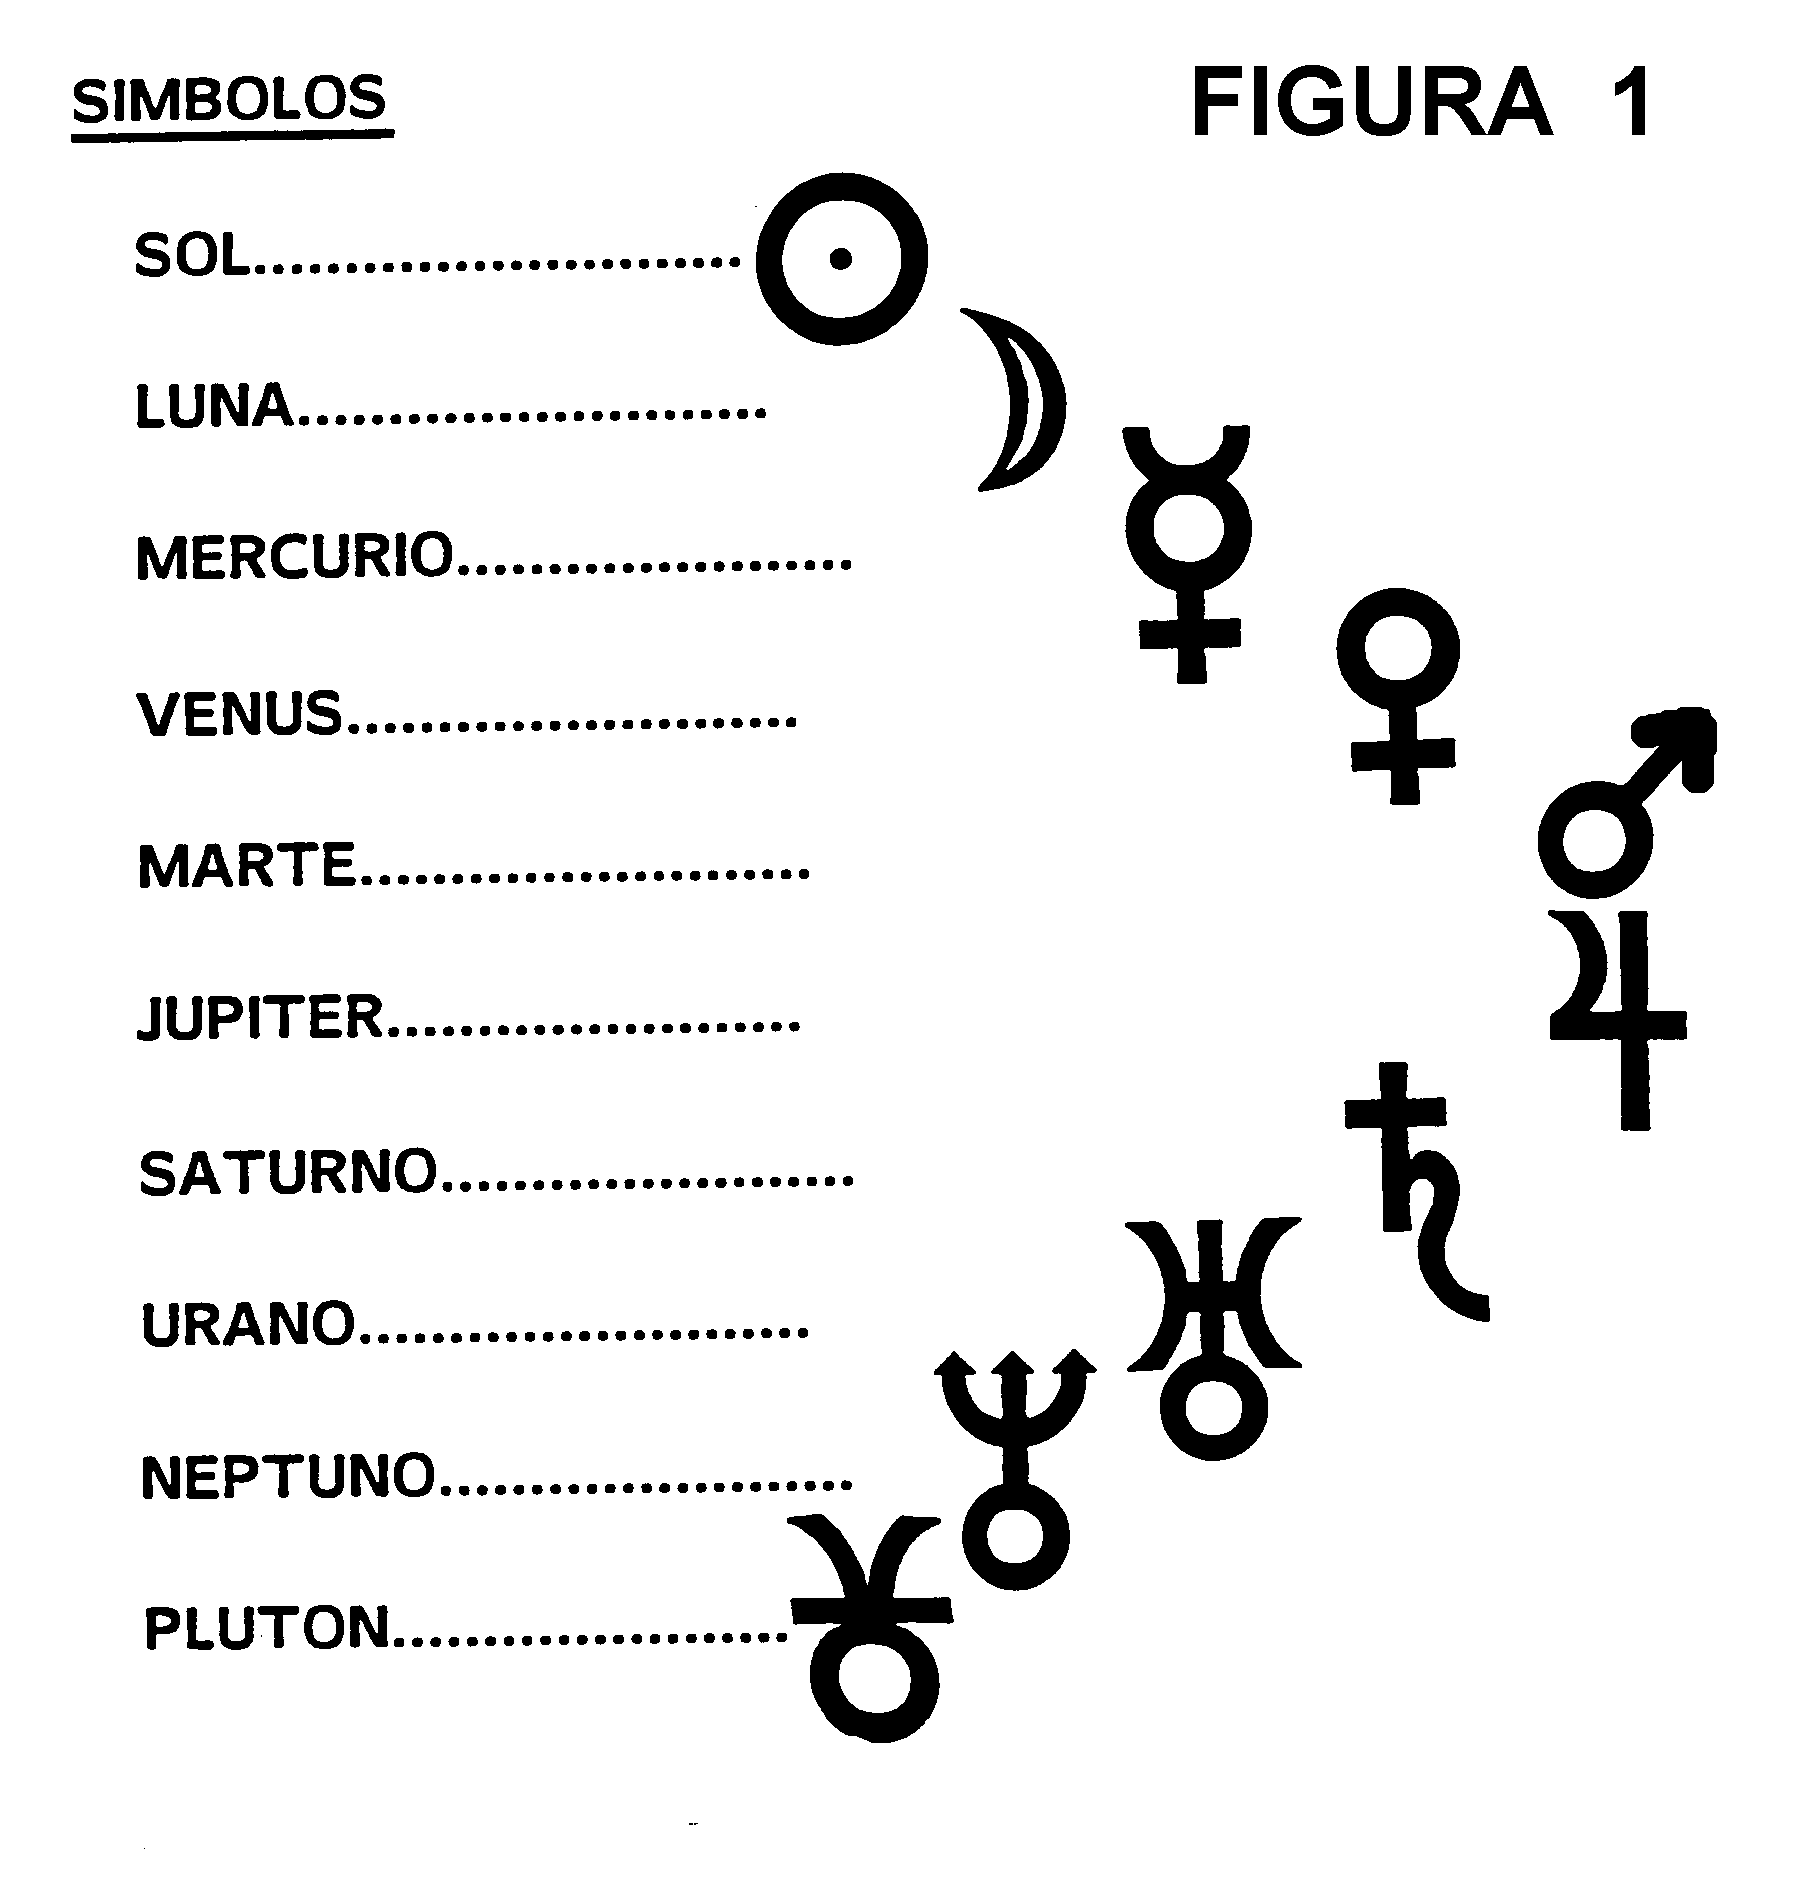 SIMBOLOS
FIGURA 1
SOL...........................
LUNA..........................
MERCURIO......................
VENUS.........................
MARTE.........................
JUPITER.......................
SATURNO.......................
URANO.........................
NEPTUNO.......................
PLUTON......................